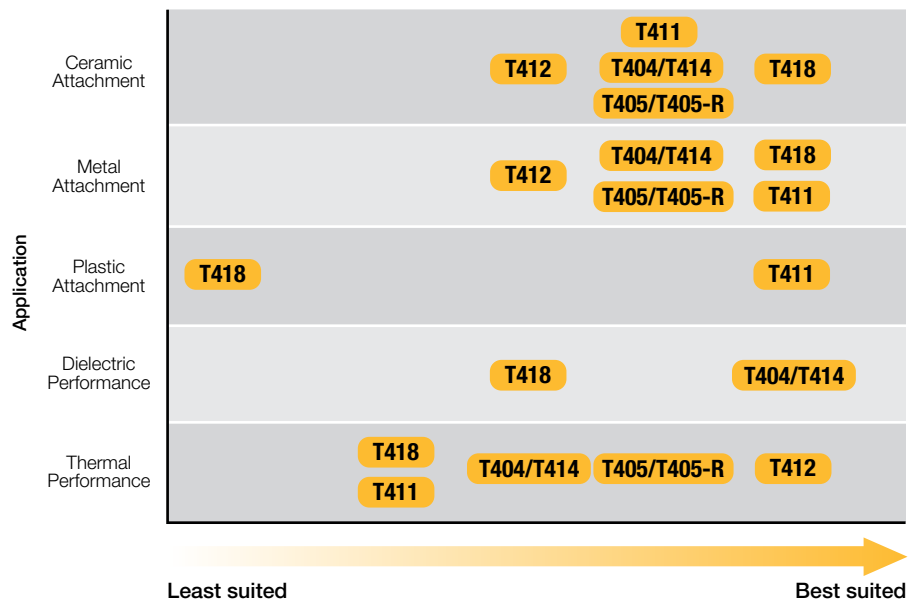 Application
Ceramic
Attachment
T411
T412
T404/T414
T418
T405/T405-R
Metal
Attachment
T404/T414
T418
T412
T405/T405-R
T411
Plastic
Attachment
T418
T411
Dielectric
Performance
T418
T404/T414
Thermal
Performance
T418
T404/T414
T405/T405-R
T412
T411
Least suited
Best suited